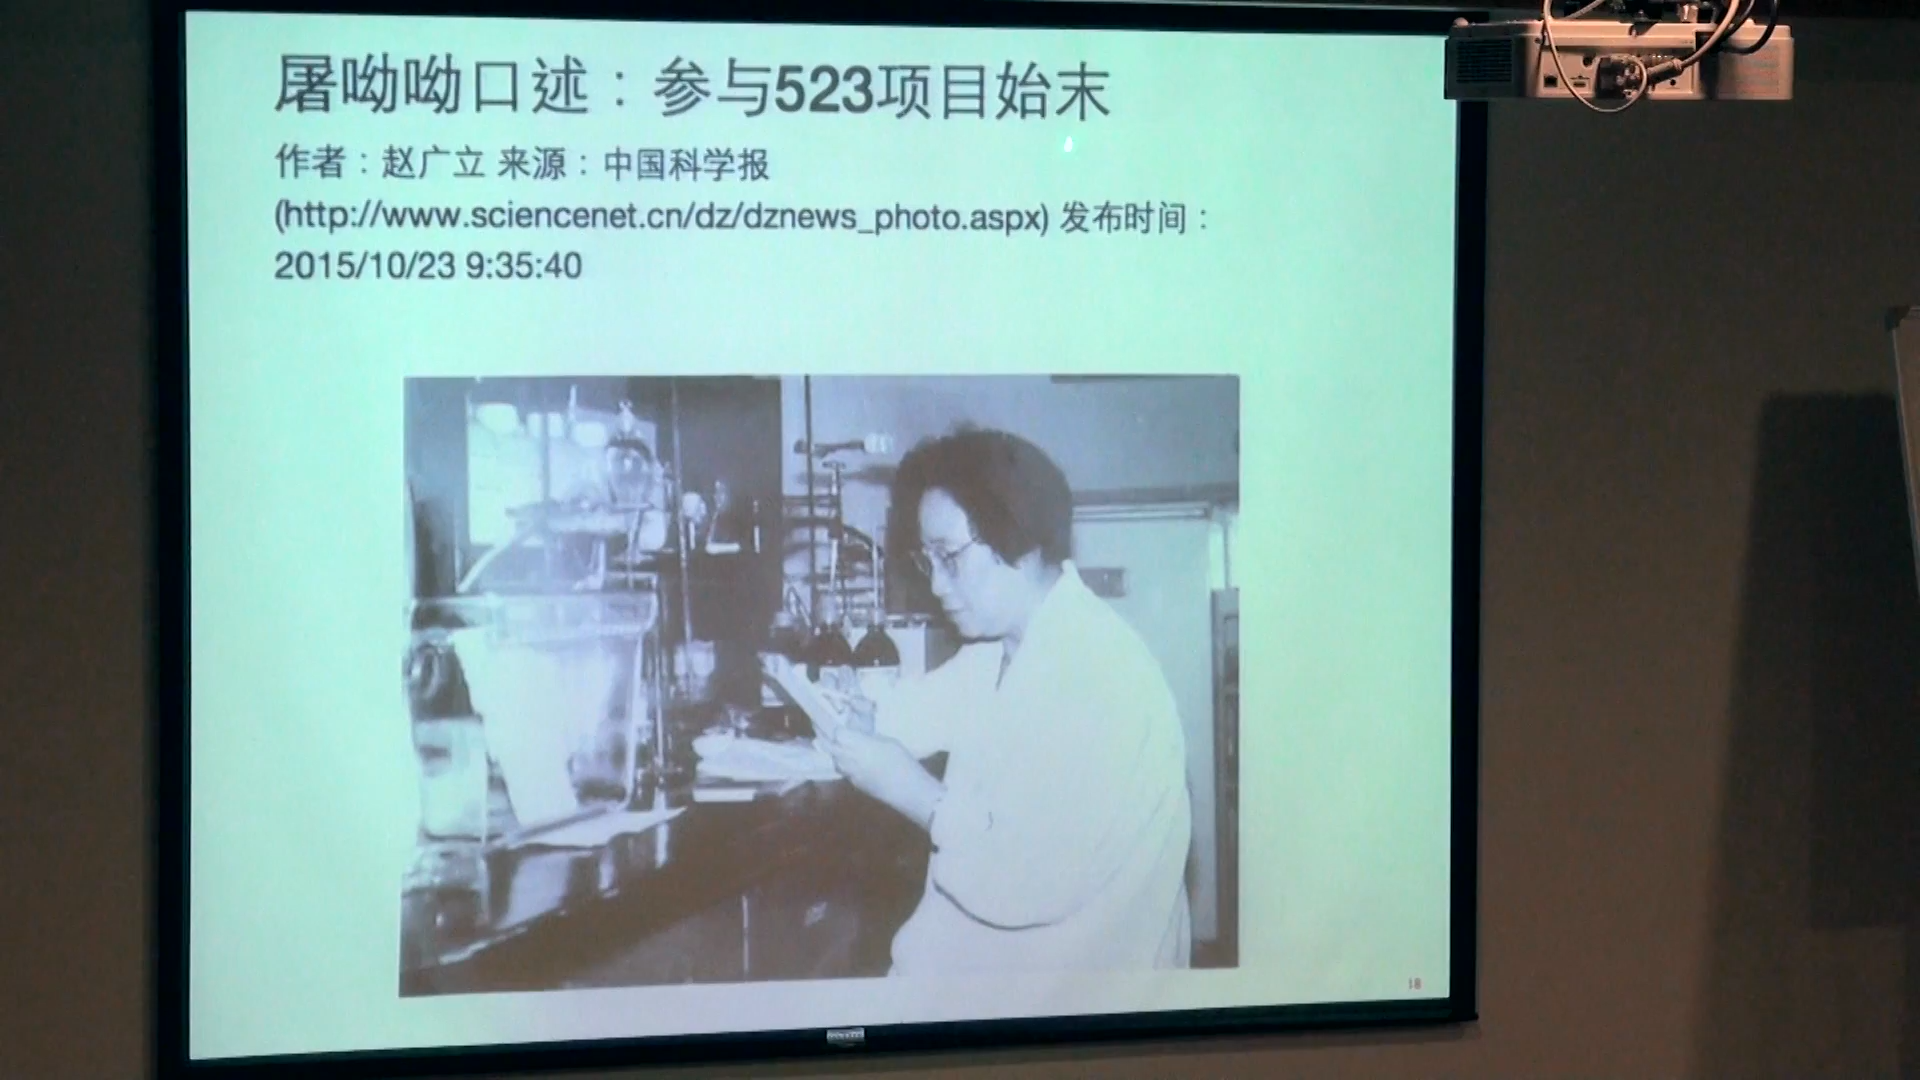 屠呦呦口述：参与523项目始末
作者：赵广立 来源：中国科学报
(http://www.sciencenet.cn/dz/dznews_photo.aspx) 发布时间：
2015/10/23 9:35:40
18